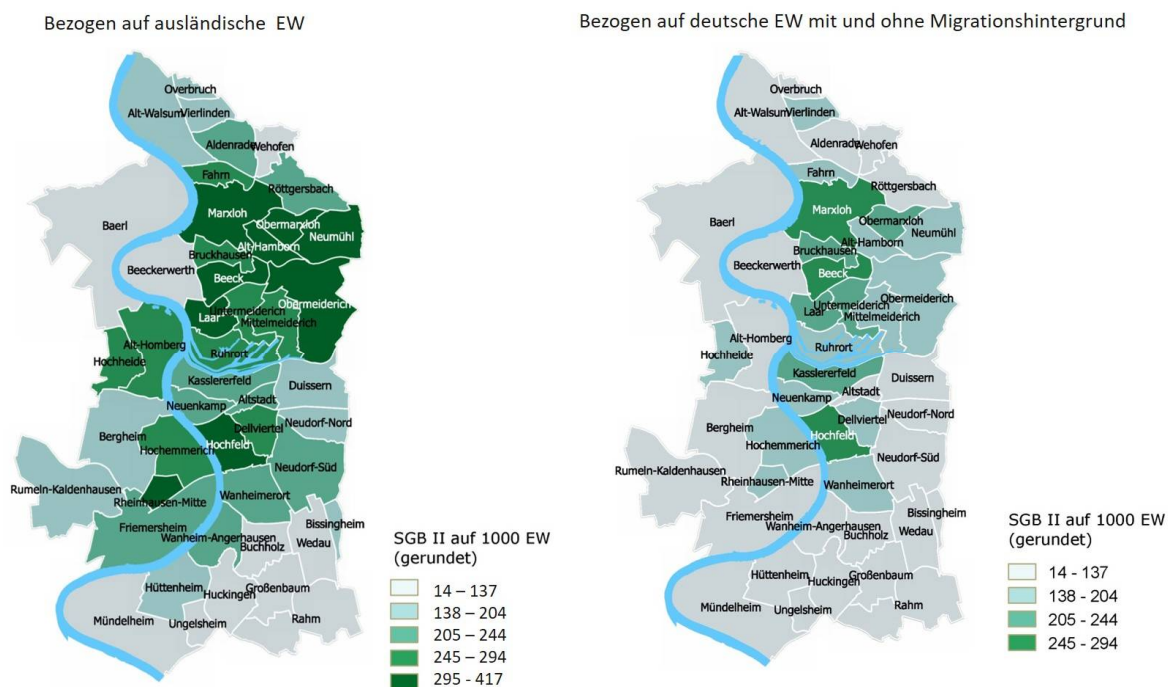 Bezogen auf ausländische EW
Overbruch
Alt-Walsum Vierlinden
Aldenrade
Wehofen
Fahrn
Röttgersbach
Marxloh
Baerl
Obermarxloh
Neumühl
Alt-Hamborn
Bruckhausen
Beeckerwerth
Beeck
Obermeiderich
Untermeiderich
Laar
Mittelmeiderich
Alt-Homberg
Ruhrort
Hochheide
Kasslererfeld
Duissern
Altstadt
Neuenkamp
Dellviertel
Neudorf-Nord
Bergheim
Hochfeld
Hochemmerich
Neudorf-Süd
Rumeln-Kaldenhausen
Rheinhausen-Mitte
Wanheimerort
Bissingheim
Friemersheim
Wanheim-Angerhausen
Wedau
Buchholz
Hüttenheim
Großenbaum
Huckingen
Rahm
Mündelheim
Ungelsheim
SGB II auf 1000 EW
(gerundet)
14 – 137
138 – 204
205 – 244
245 – 294
295 - 417
Bezogen auf deutsche EW mit und ohne Migrationshintergrund
Overbruch
Alt-Walsum Vierlinden
Aldenrade
Wehofen
Fahrn
Röttgersbach
Marxloh
Baerl
Obermarxloh
Neumühl
Alt-Hamborn
Bruckhausen
Beeckerwerth
Beeck
Obermeiderich
Untermeiderich
Laar
Mittelmeiderich
Alt-Homberg
Ruhrort
Hochheide
Kasslererfeld
Duissern
Altstadt
Neuenkamp
Neudorf-Nord
Dellviertel
Bergheim
Hochfeld
Hochemmerich
Neudorf-Süd
Rumeln-Kaldenhausen
Rheinhausen-Mitte
Wanheimerort
Bissingheim
Friemersheim
Wanheim-Angerhausen
Wedau
Buchholz
Hüttenheim
Großenbaum
Huckingen
Rahm
Mündelheim
Ungelsheim
SGB II auf 1000 EW
(gerundet)
14 - 137
138 - 204
205 - 244
245 - 294